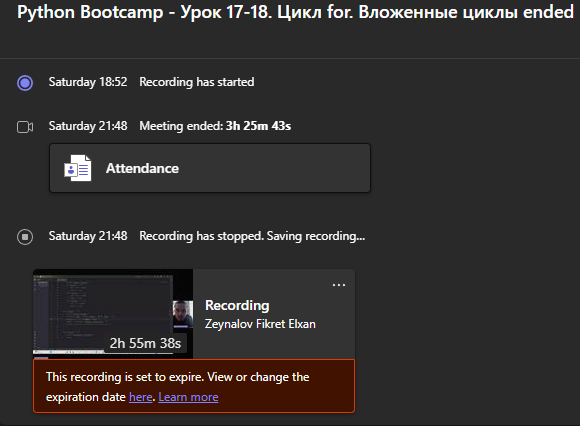 Python Bootcamp - Урок 17-18. Цикл for. Вложенные циклы ended
Saturday 18:52 Recording has started
Saturday 21:48 Meeting ended: 3h 25m 43s
Attendance
Saturday 21:48 Recording has stopped. Saving recording...
Recording
Zeynalov Fikret Elxan
2h 55m 38s
This recording is set to expire. View or change the
expiration date here. Learn more